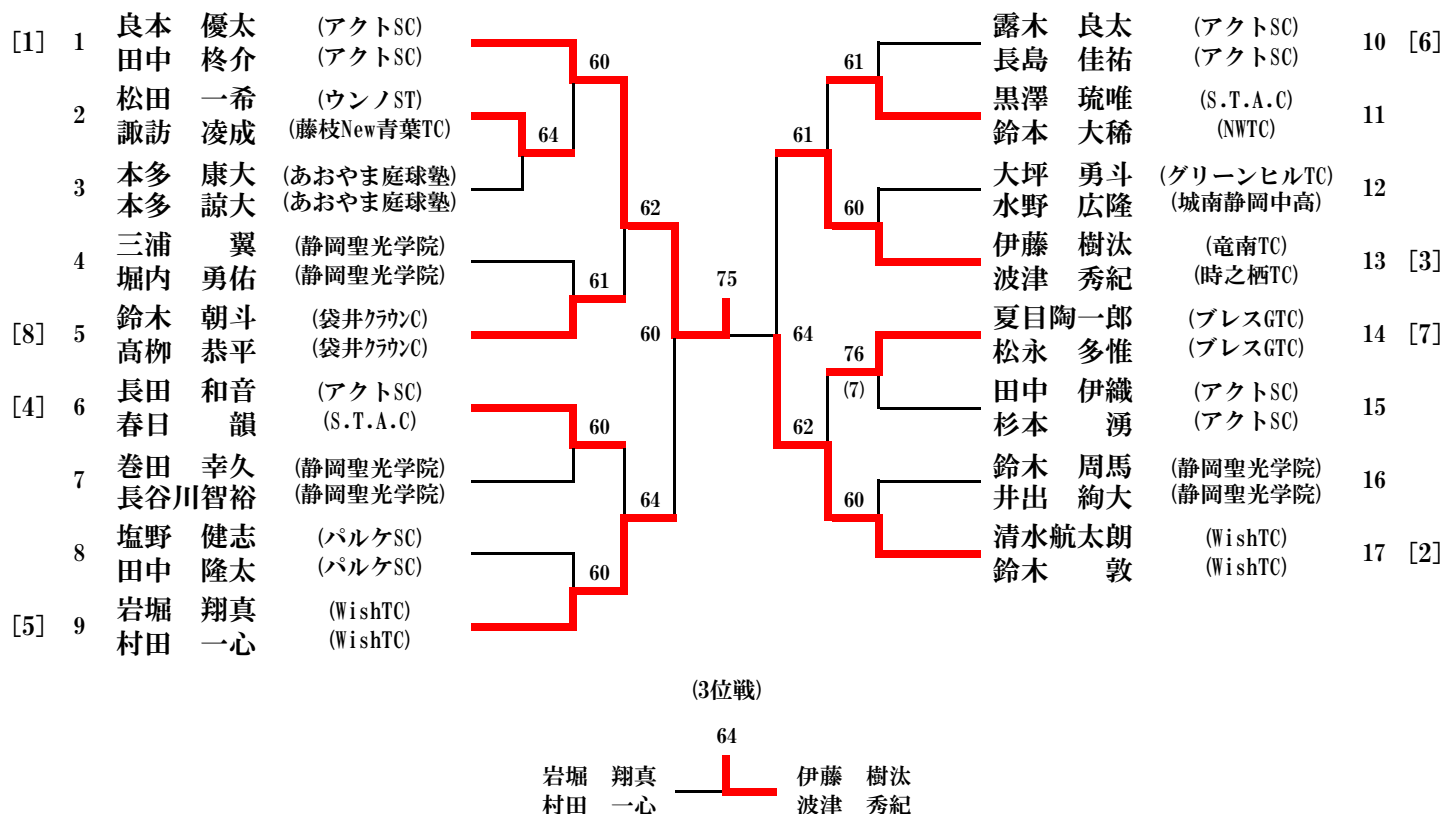 [1] 1 良本 優太 (アクトSC)
田中 柊介 (アクトSC)
60
2 松田 一希 (ウンノST)
諏訪 凌成 (藤枝New青葉TC)
64
3 本多 康大 (あおやま庭球塾)
本多 諒大 (あおやま庭球塾)
62
4 三浦 翼 (静岡聖光学院)
堀内 勇佑 (静岡聖光学院)
61
[8] 5 鈴木 朝斗 (袋井クラウンC)
髙栁 恭平 (袋井クラウンC)
60
[4] 6 長田 和音 (アクトSC)
春日 韻 (S.T.A.C)
60
7 巻田 幸久 (静岡聖光学院)
長谷川智裕 (静岡聖光学院)
64
8 塩野 健志 (パルケSC)
田中 隆太 (パルケSC)
60
[5] 9 岩堀 翔真 (WishTC)
村田 一心 (WishTC)
75
露木 良太 (アクトSC) 10 [6]
長島 佳祐 (アクトSC)
61
黒澤 琉唯 (S.T.A.C) 11
鈴本 大稀 (NWTC)
61
大坪 勇斗 (グリーンヒルTC) 12
水野 広隆 (城南静岡中高)
60
伊藤 樹汰 (竜南TC) 13 [3]
波津 秀紀 (時之栖TC)
64
夏目陶一郎 (ブレスGTC) 14 [7]
松永 多惟 (ブレスGTC)
76
(7)
田中 伊織 (アクトSC) 15
杉本 湧 (アクトSC)
62
鈴木 周馬 (静岡聖光学院) 16
井出 絢大 (静岡聖光学院)
60
清水航太朗 (WishTC) 17 [2]
鈴木 敦 (WishTC)
(3位戦)
64
岩堀 翔真 伊藤 樹汰
村田 一心 波津 秀紀